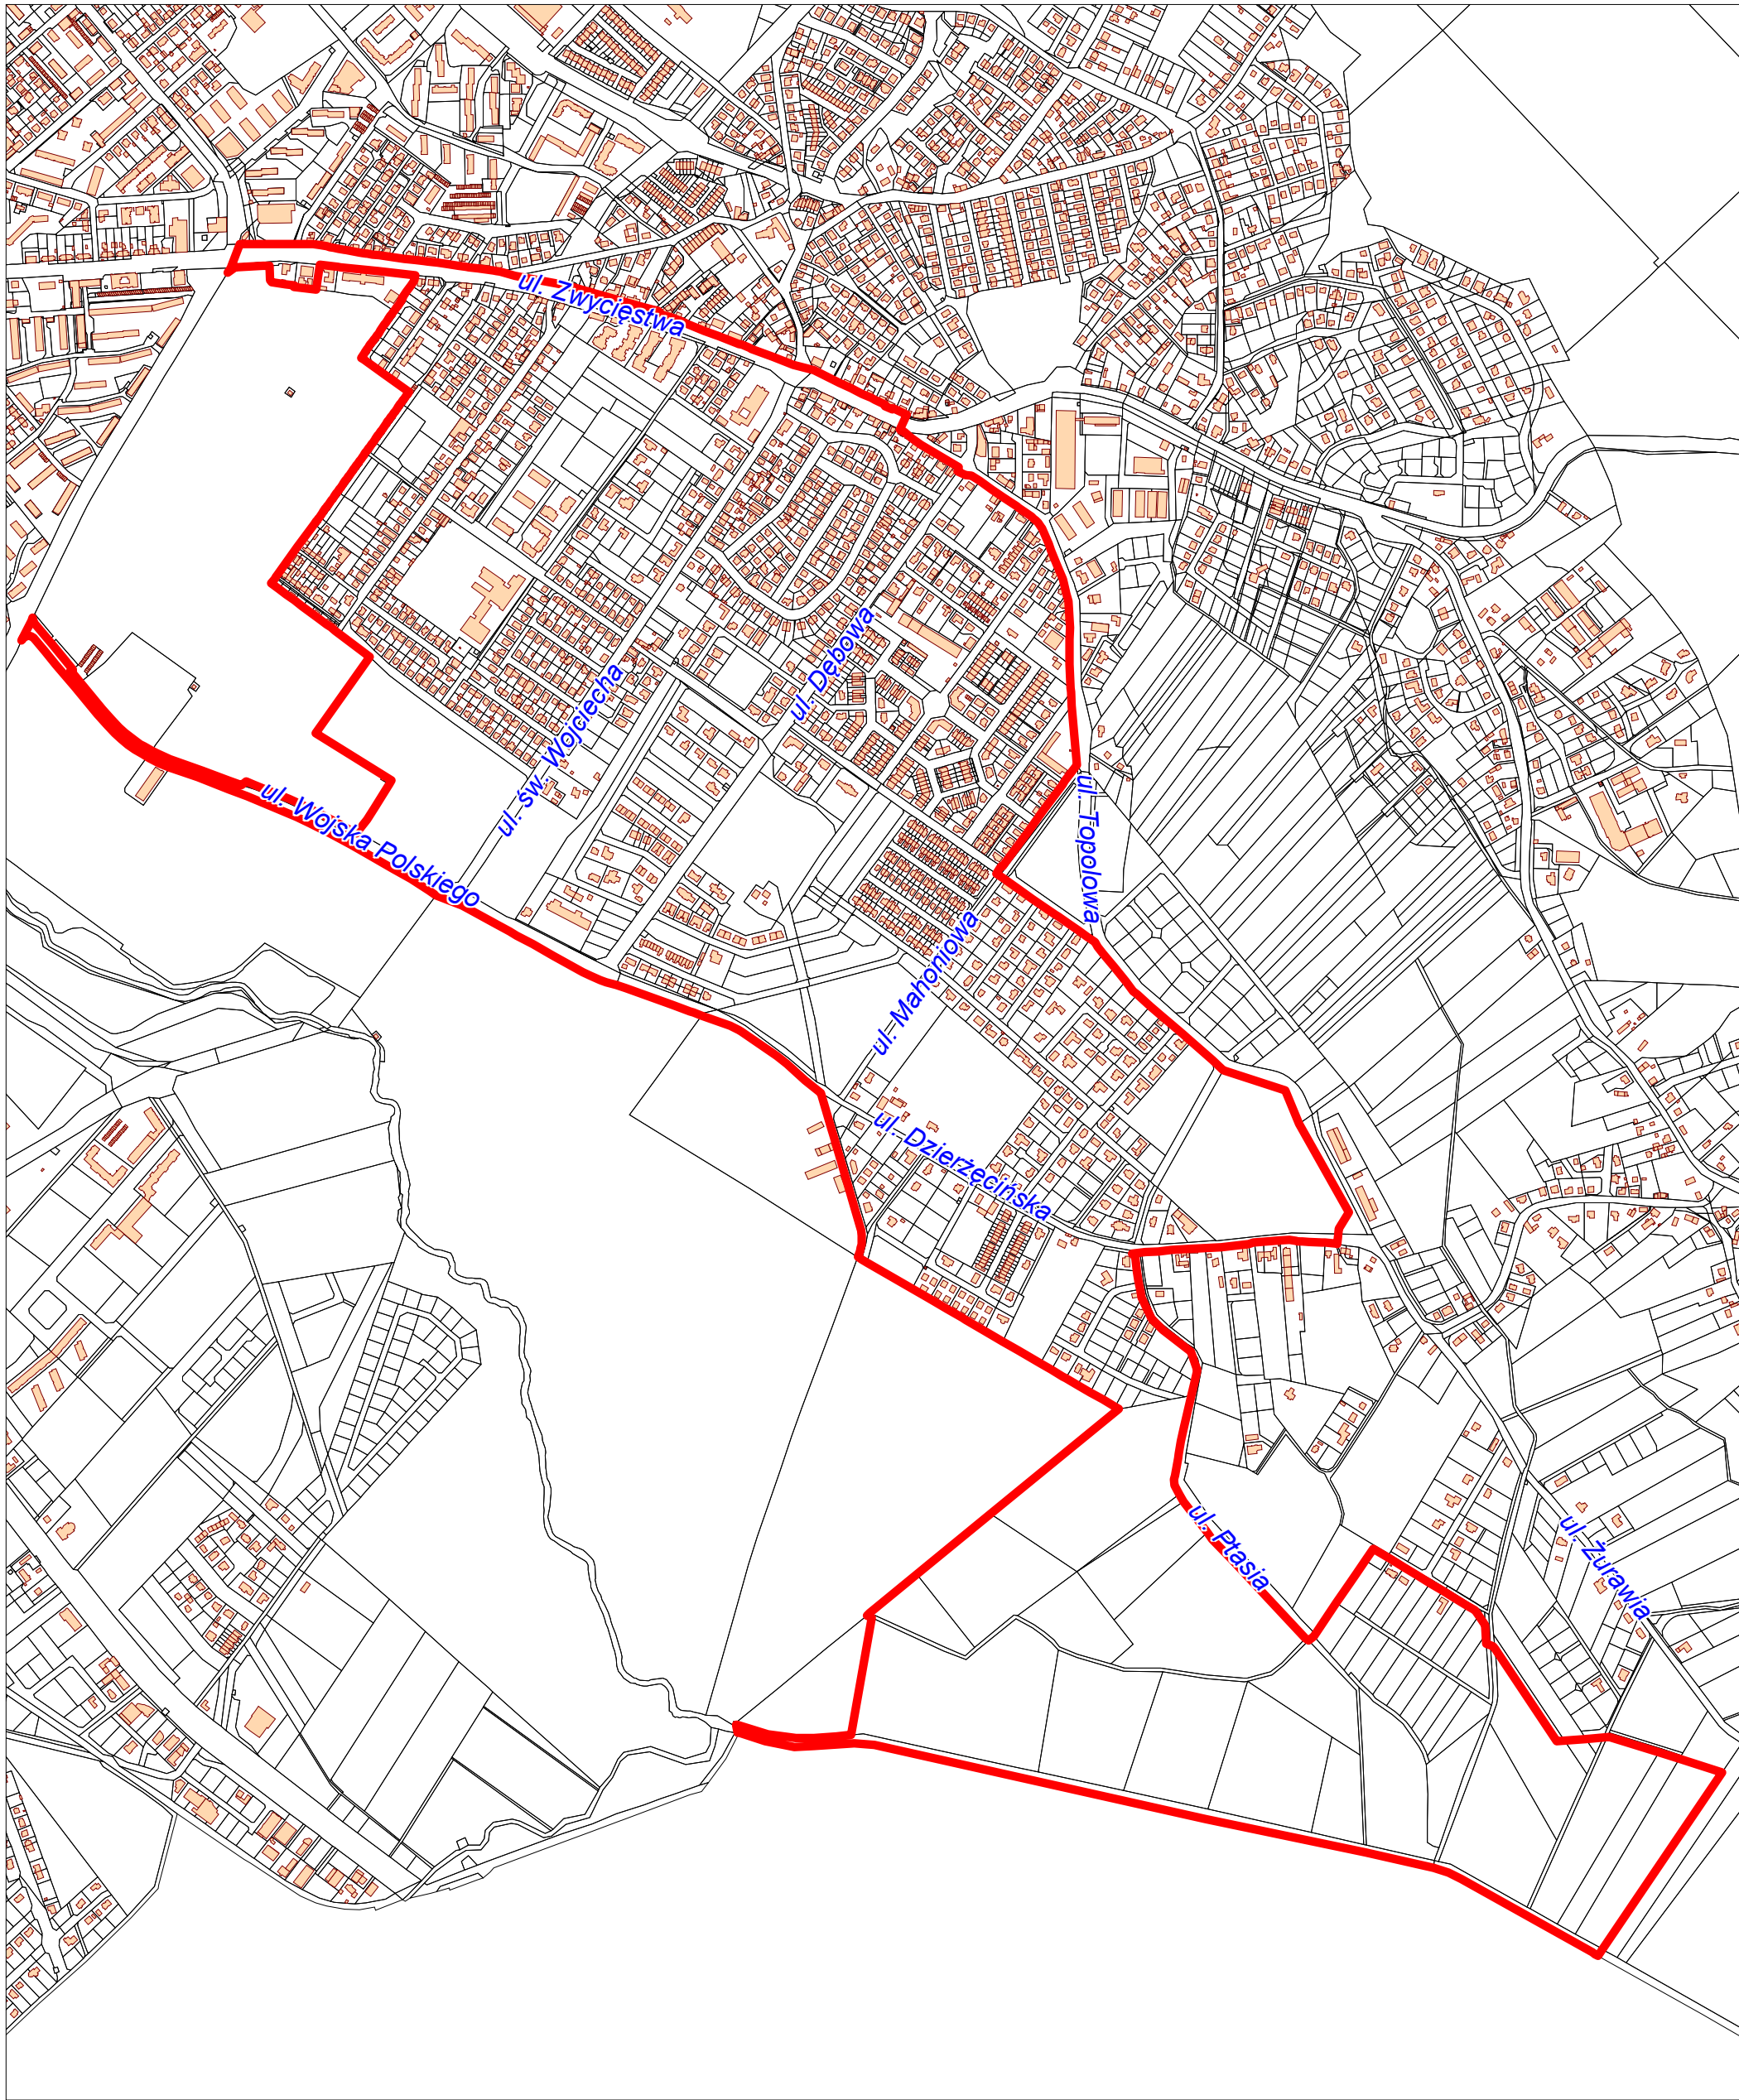 ul. Zwycięstwa
ul. Dębowa
ul. św. Wojciecha
ul. Topolowa
ul. Wojska Polskiego
ul. Mahoniowa
ul. Dzierżęcińska
ul. Ptasia
ul. Żurawia